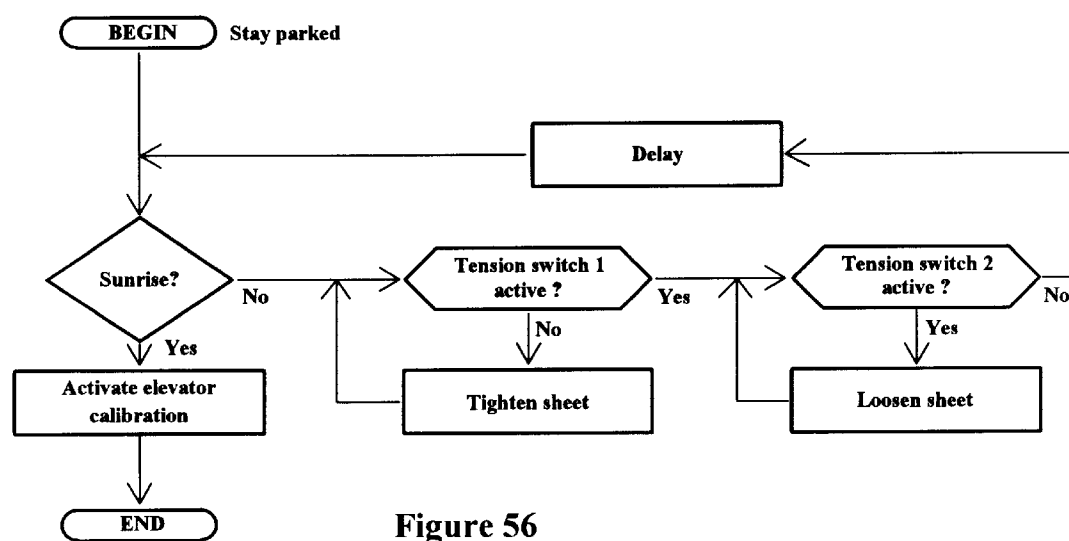 BEGIN
Stay parked
Delay
Sunrise?
No
Tension switch 1
active ?
Yes
Tension switch 2
active ?
No
Yes
No
Yes
Activate elevator
calibration
Tighten sheet
Loosen sheet
END
Figure 56